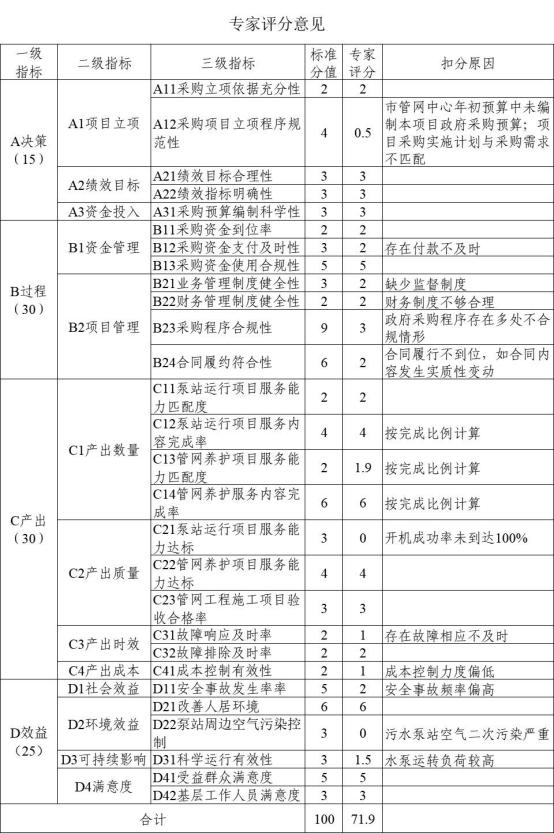 专家评分意见
一级指标 二级指标 三级指标 标准分值 专家评分 扣分原因
A决策（15） A1项目立项 A11采购立项依据充分性 2 2
A12采购项目立项程序规范性 4 0.5 市管网中心年初预算中未编制本项目政府采购预算；项目采购实施计划与采购需求不匹配
A2绩效目标 A21绩效目标合理性 3 3
A22绩效指标明确性 3 3
A3资金投入 A31采购预算编制科学性 3 3
B过程（30） B1资金管理 B11采购资金到位率 2 2
B12采购资金支付及时性 3 2 存在付款不及时
B13采购资金使用合规性 5 5
B2项目管理 B21业务管理制度健全性 3 2 缺少监督制度
B22财务管理制度健全性 2 2 财务制度不够合理
B23采购程序合规性 9 3 政府采购程序存在多处不合规情形
B24合同履约符合性 6 2 合同履行不到位，如合同内容发生实质性变动
C产出（30） C1产出数量 C11泵站运行项目服务能力匹配度 2 2
C12泵站运行项目服务内容完成率 4 4 按完成比例计算
C13管网养护项目服务能力匹配度 2 1.9 按完成比例计算
C14管网养护服务内容完成率 6 6 按完成比例计算
C2产出质量 C21泵站运行项目服务能力达标 3 0 开机成功率未到达100%
C22管网养护项目服务能力达标 4 4
C23管网工程施工项目验收合格率 3 3
C3产出时效 C31故障响应及时率 2 1 存在故障相应不及时
C32故障排除及时率 2 2
C4产出成本 C41成本控制有效性 2 1 成本控制力度偏低
D效益（25） D1社会效益 D11安全事故发生率率 5 2 安全事故频率偏高
D2环境效益 D21改善人居环境 6 6
D22泵站周边空气污染控制 3 0 污水泵站空气二次污染严重
D3可持续影响 D31科学运行有效性 3 1.5 水泵运转负荷较高
D4满意度 D41受益群众满意度 5 5
D42基层工作人员满意度 3 3
合计 100 71.9